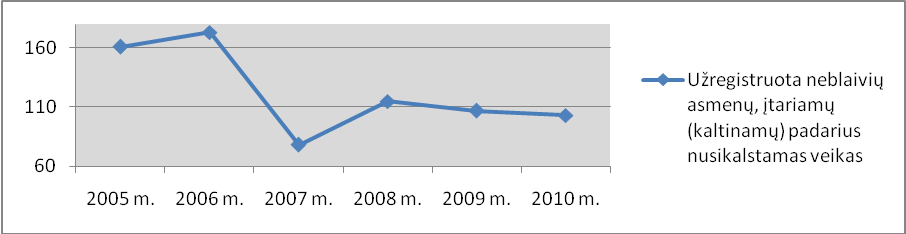 160
110
60
2005 m. 2006 m. 2007 m. 2008 m. 2009 m. 2010 m.
Užregistruota neblaivių
asmenų, įtariamų
(kaltinamų) padarius
nusikalstamas veikas